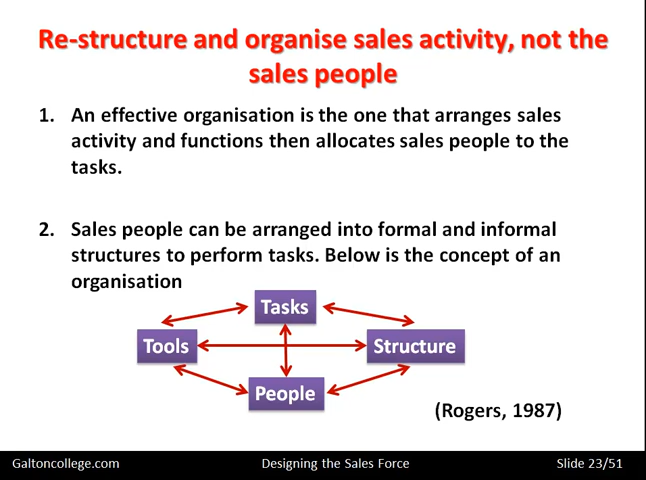 Re-structure and organise sales activity, not the
sales people
1. An effective organisation is the one that arranges sales
activity and functions then allocates sales people to the
tasks.
2. Sales people can be arranged into formal and informal
structures to perform tasks. Below is the concept of an
organisation
Tasks
Tools
Structure
People
(Rogers, 1987)
Galtoncollege.com
Designing the Sales Force
Slide 23/51